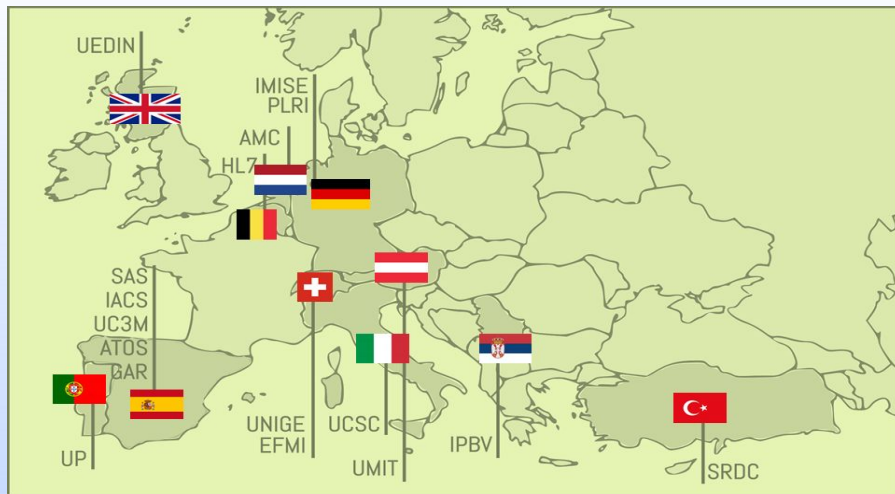 UEDIN
IMISE
PLRI
AMC
HL7
SAS
IACS
UC3M
ATOS
GAR
UP
UNIGE
EFMI
UCSC
UMIT
IPBV
SRDC